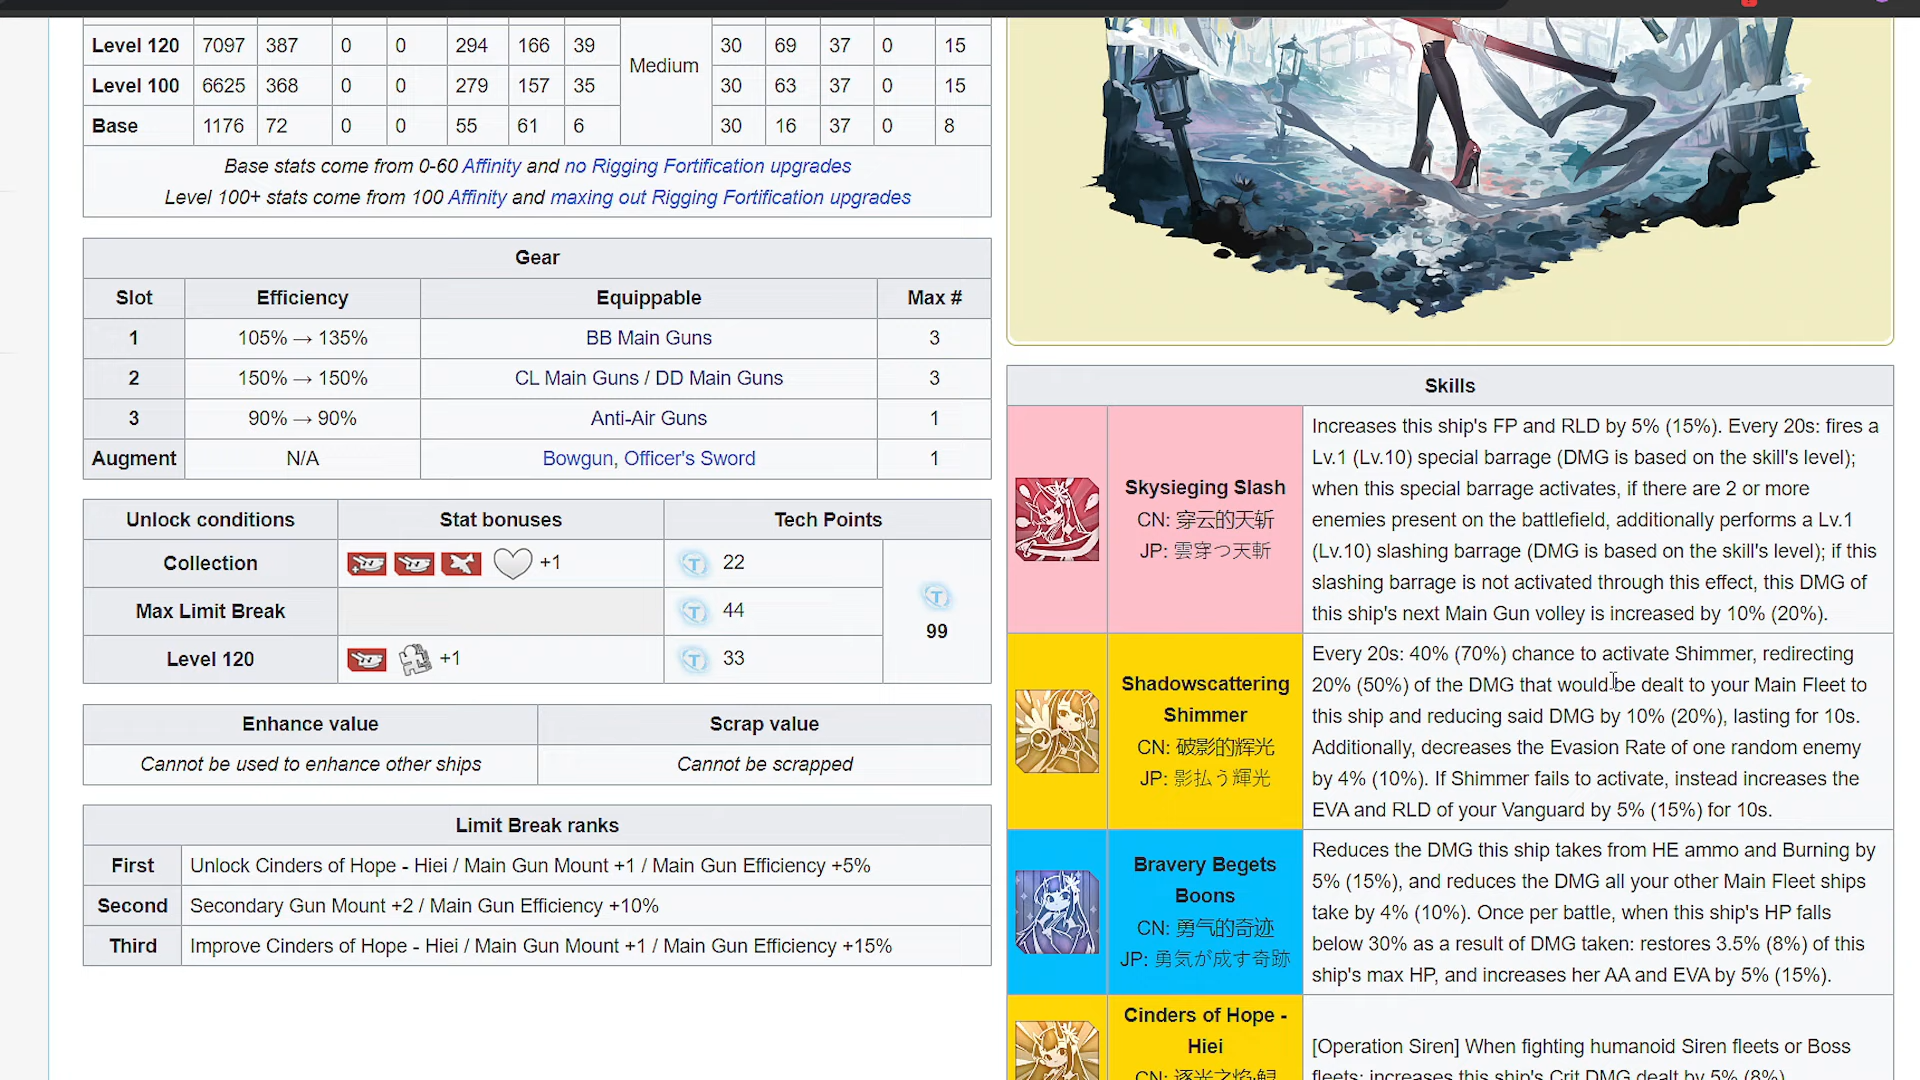 Level 120 7097 387 0 0 294 166 39 Medium 30 69 37 0 15
Level 100 6625 368 0 0 279 157 35 30 63 37 0 15
Base 1176 72 0 0 55 61 6 30 16 37 0 8
Base stats come from 0-60 Affinity and no Rigging Fortification upgrades
Level 100+ stats come from 100 Affinity and maxing out Rigging Fortification upgrades
Gear
Slot Efficiency Equippable Max #
1 105% → 135% BB Main Guns 3
2 150% → 150% CL Main Guns / DD Main Guns 3
3 90% → 90% Anti-Air Guns 1
Augment N/A Bowgun, Officer's Sword 1
Unlock conditions Stat bonuses Tech Points
Collection +1 22
Max Limit Break 44
99
Level 120 +1 33
Enhance value Scrap value
Cannot be used to enhance other ships Cannot be scrapped
Limit Break ranks
First Unlock Cinders of Hope - Hiei / Main Gun Mount +1 / Main Gun Efficiency +5%
Second Secondary Gun Mount +2 / Main Gun Efficiency +10%
Third Improve Cinders of Hope - Hiei / Main Gun Mount +1 / Main Gun Efficiency +15%
Skills
Skysieging Slash
CN: 穿云的天斩
JP: 雲穿つ天斬
Increases this ship's FP and RLD by 5% (15%). Every 20s: fires a
Lv.1 (Lv.10) special barrage (DMG is based on the skill's level);
when this special barrage activates, if there are 2 or more
enemies present on the battlefield, additionally performs a Lv.1
(Lv.10) slashing barrage (DMG is based on the skill's level); if this
slashing barrage is not activated through this effect, this DMG of
this ship's next Main Gun volley is increased by 10% (20%).
Shadowscattering
Shimmer
CN: 破影的辉光
JP: 影払う輝光
Every 20s: 40% (70%) chance to activate Shimmer, redirecting
20% (50%) of the DMG that would be dealt to your Main Fleet to
this ship and reducing said DMG by 10% (20%), lasting for 10s.
Additionally, decreases the Evasion Rate of one random enemy
by 4% (10%). If Shimmer fails to activate, instead increases the
EVA and RLD of your Vanguard by 5% (15%) for 10s.
Bravery Begets
Boons
CN: 勇气的奇迹
JP: 勇気が成す奇跡
Reduces the DMG this ship takes from HE ammo and Burning by
5% (15%), and reduces the DMG all your other Main Fleet ships
take by 4% (10%). Once per battle, when this ship's HP falls
below 30% as a result of DMG taken: restores 3.5% (8%) of this
ship's max HP, and increases her AA and EVA by 5% (15%).
Cinders of Hope -
Hiei
CN: 逐光之焰·
[Operation Siren] When fighting humanoid Siren fleets or Boss
fleets: increases this ship's Crit DMG dealt by 5% (8%)